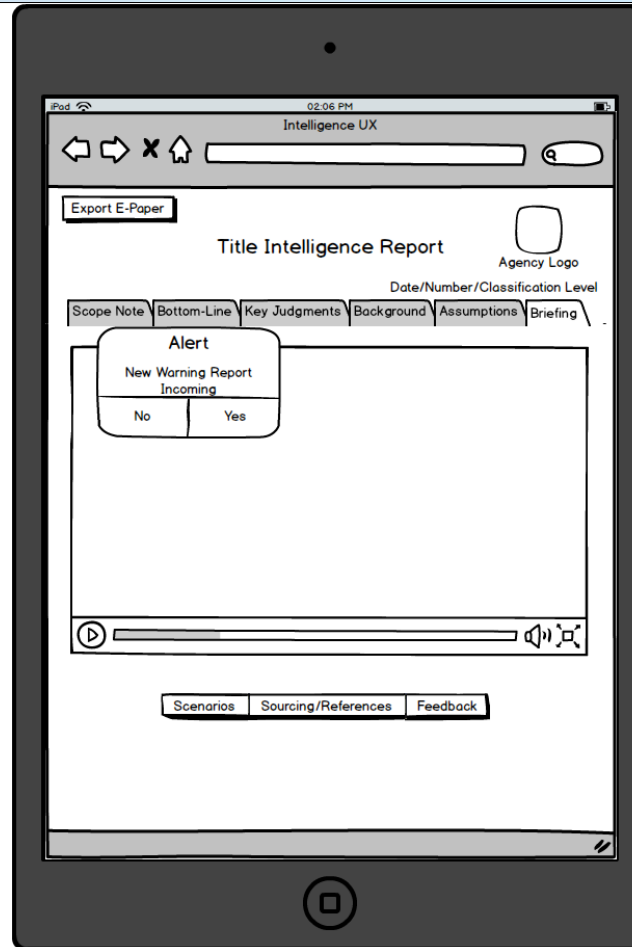 iPad 02:06 PM
Intelligence UX
Export E-Paper
Title Intelligence Report
Agency Logo
Date/Number/Classification Level
Scope Note Bottom-Line Key Judgments Background Assumptions Briefing
Alert
New Warning Report
Incoming
No Yes
Scenarios Sourcing/References Feedback